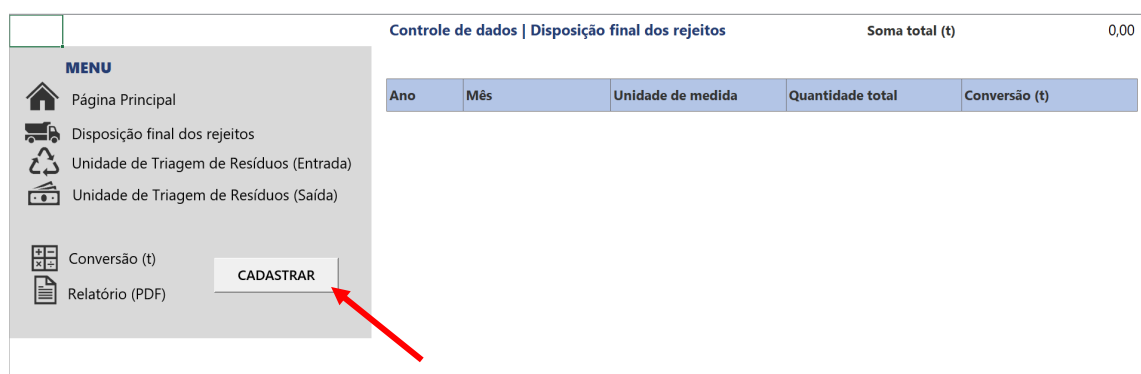 Controle de dados | Disposição final dos rejeitos Soma total (t) 0,00
MENU
Página Principal
Disposição final dos rejeitos
Unidade de Triagem de Resíduos (Entrada)
Unidade de Triagem de Resíduos (Saída)
Conversão (t)
CADASTRAR
Relatório (PDF)
Ano Mês Unidade de medida Quantidade total Conversão (t)